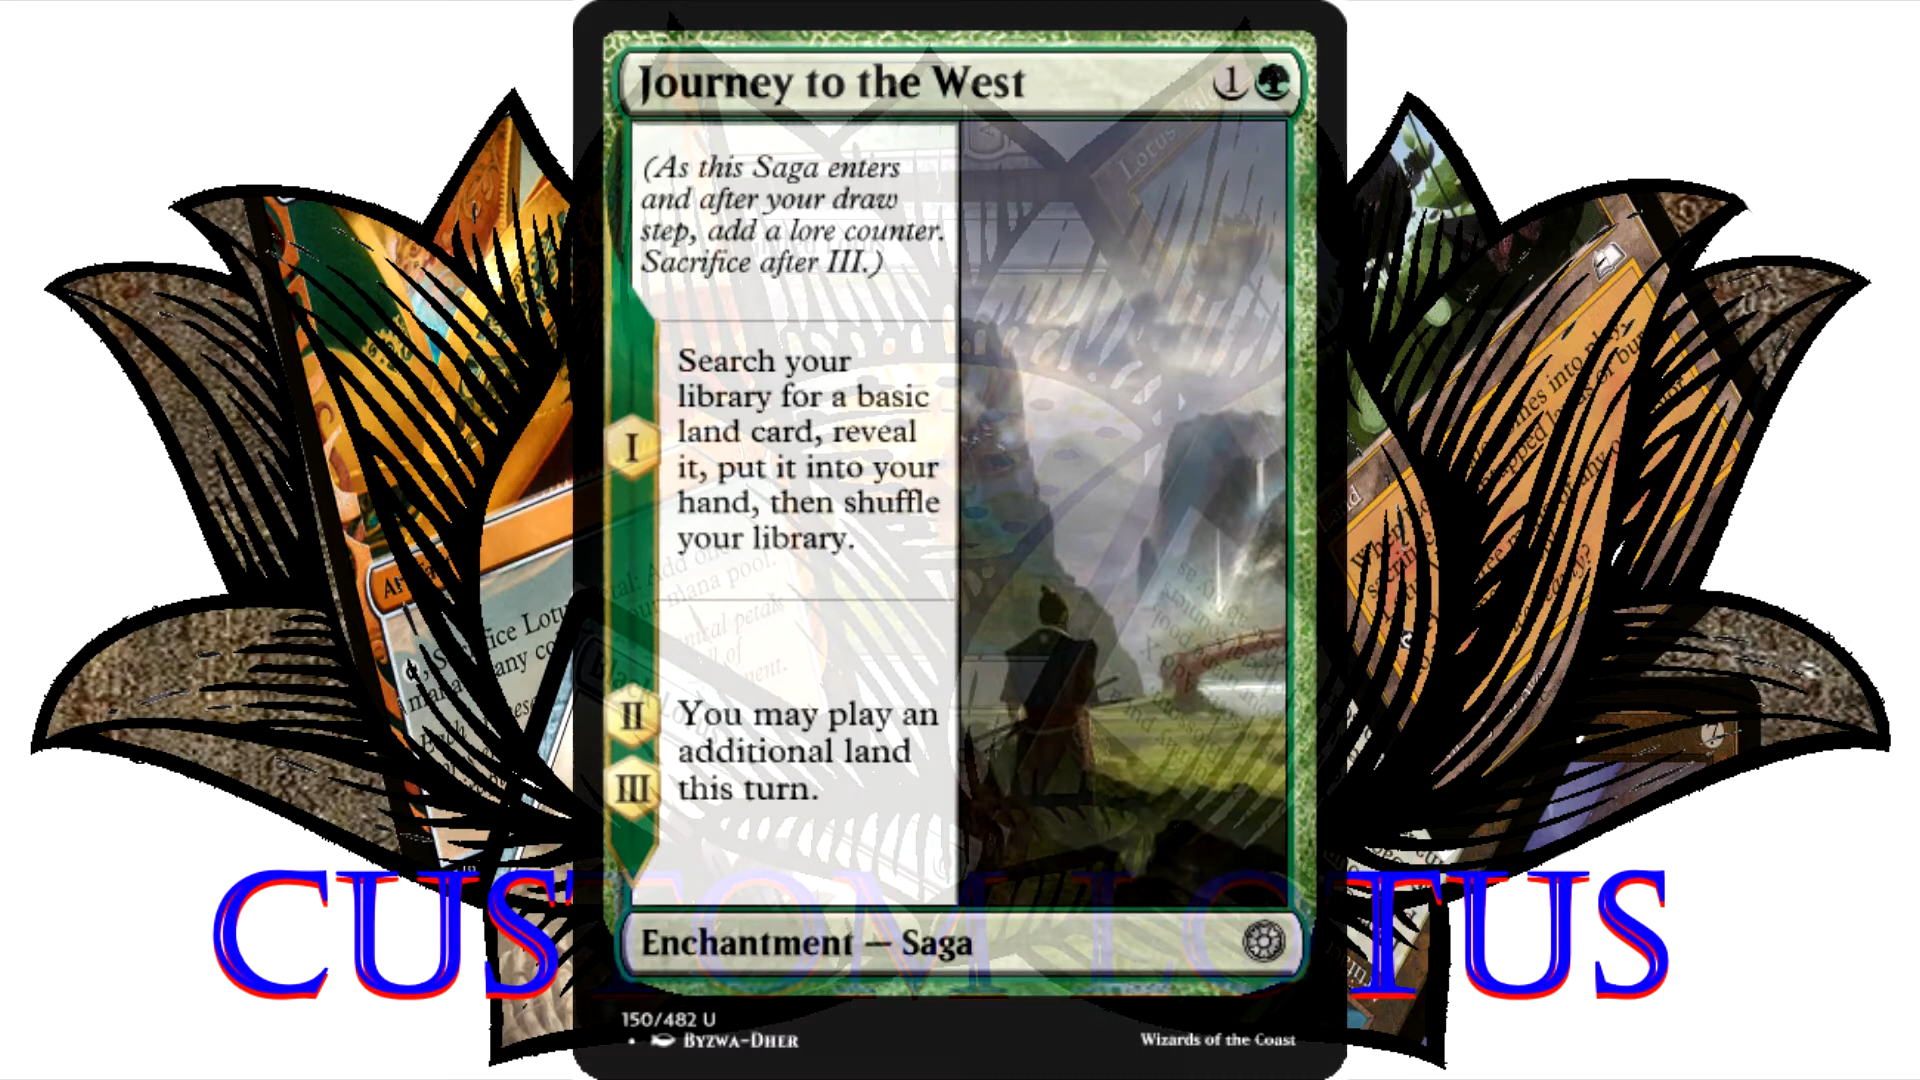 Journey to the West 1
(As this Saga enters
and after your draw
step, add a lore counter.
Sacrifice after III.)
I
Search your
library for a basic
land card, reveal
it, put it into your
hand, then shuffle
your library.
II
III
You may play an
additional land
this turn.
Enchantment — Saga
150/482 U
• Byzwa-Dher
Wizards of the Coast
CUSTOM LOTUS